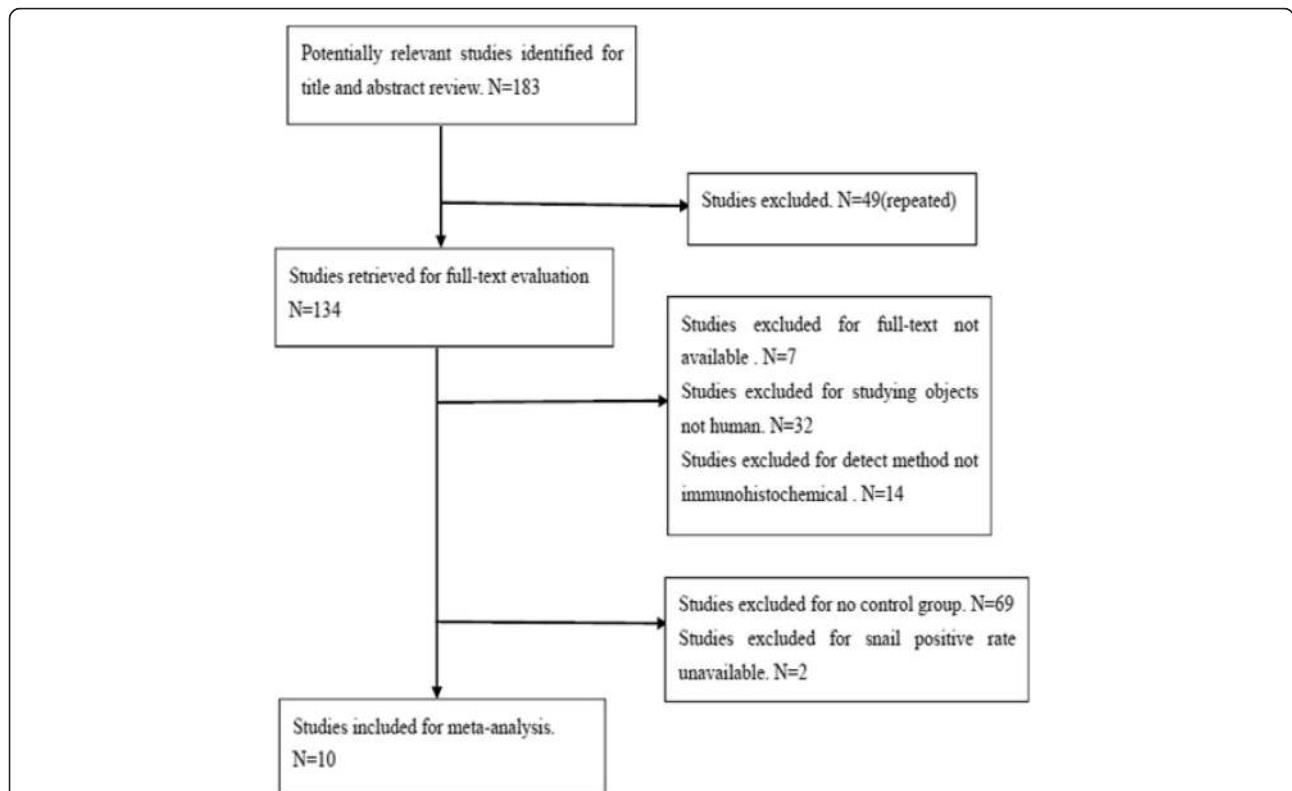 Potentially relevant studies identified for
title and abstract review. N=183
Studies excluded. N=49(repeated)
Studies retrieved for full-text evaluation
N=134
Studies excluded for full-text not
available . N=7
Studies excluded for studying objects
not human. N=32
Studies excluded for detect method not
immunohistochemical . N=14
Studies excluded for no control group. N=69
Studies excluded for snail positive rate
unavailable. N=2
Studies included for meta-analysis.
N=10